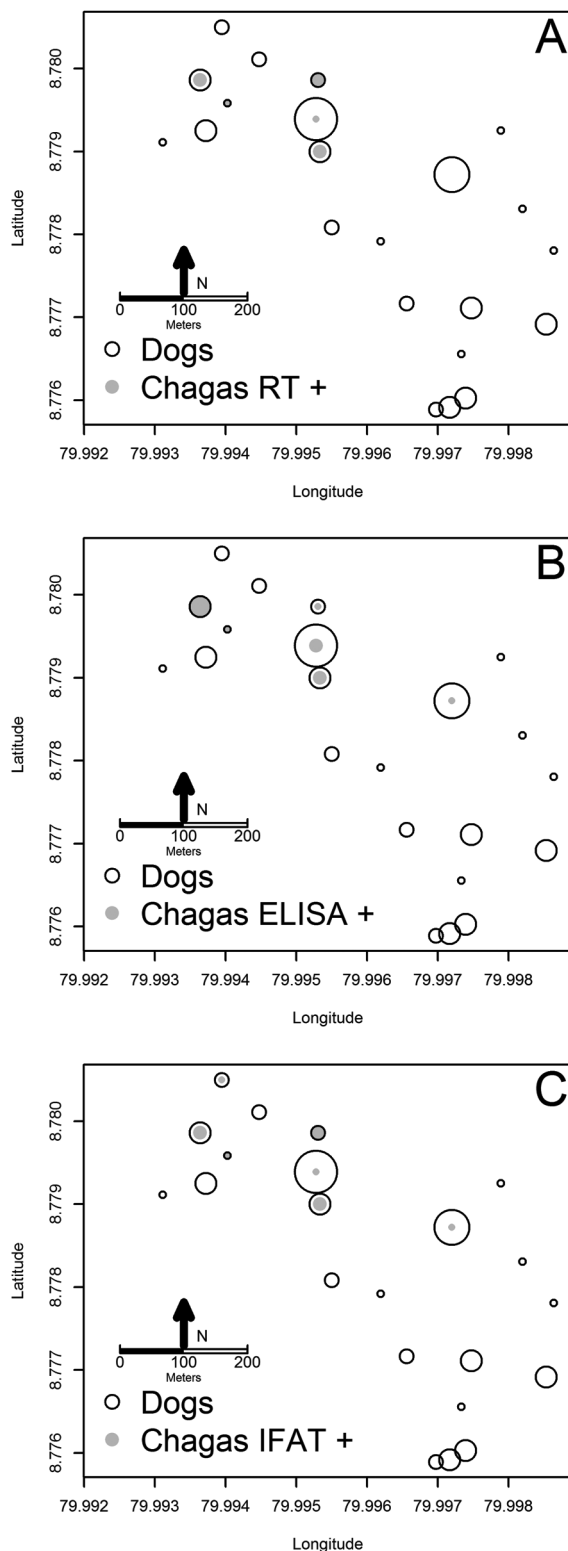 A
8.780
8.779
8.778
8.777
8.776
Latitude
N
0 100 200
Meters
Dogs
Chagas RT +
79.992 79.993 79.994 79.995 79.996 79.997 79.998
Longitude
B
8.780
8.779
8.778
8.777
8.776
Latitude
N
0 100 200
Meters
Dogs
Chagas ELISA +
79.992 79.993 79.994 79.995 79.996 79.997 79.998
Longitude
C
8.780
8.779
8.778
8.777
8.776
Latitude
N
0 100 200
Meters
Dogs
Chagas IFAT +
79.992 79.993 79.994 79.995 79.996 79.997 79.998
Longitude